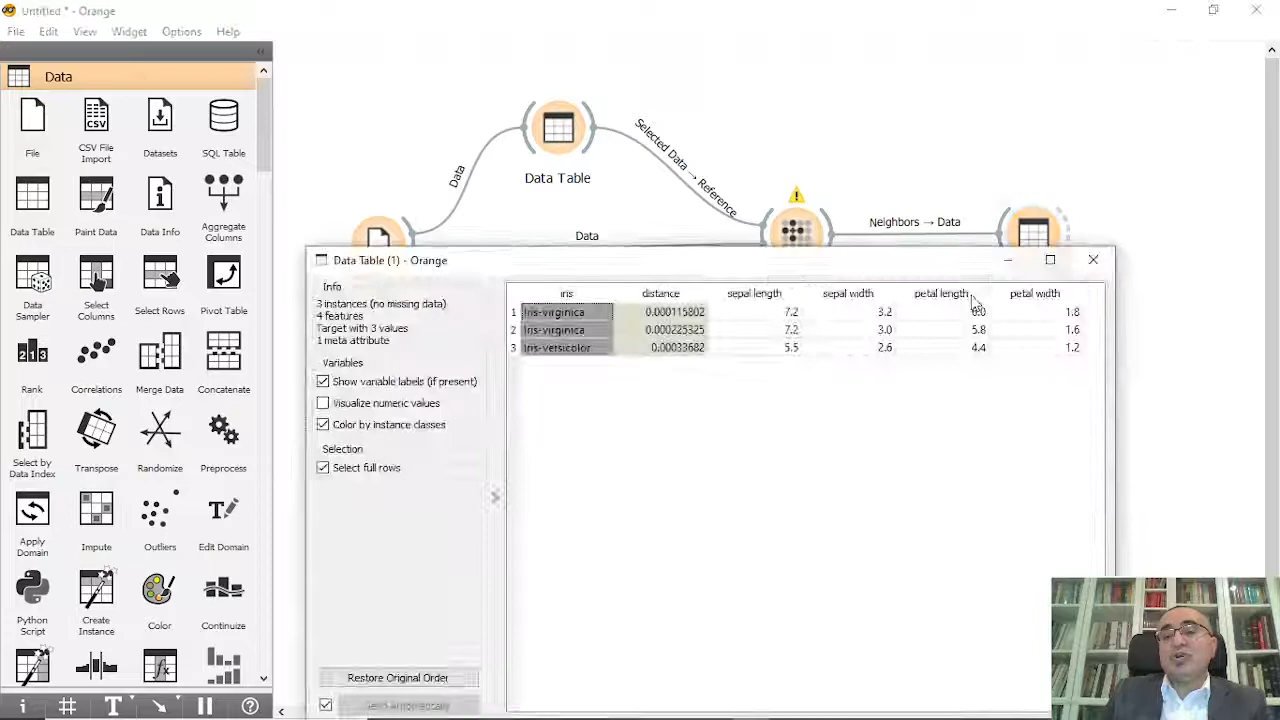 Untitled * - Orange
File Edit View Widget Options Help
Data
File
CSV File Import
Datasets
SQL Table
Data Table
Paint Data
Data Info
Aggregate Columns
Data Sampler
Select Columns
Select Rows
Pivot Table
Rank
Correlations
Merge Data
Concatenate
Select by Data Index
Transpose
Randomize
Preprocess
Apply Domain
Impute
Outliers
Edit Domain
Python Script
Create Instance
Color
Continuize
Data
Data Table
Selected Data → Reference
Data
Neighbors → Data
Data Table (1) - Orange
Info
3 instances (no missing data)
4 features
Target with 3 values
1 meta attribute
Variables
Show variable labels (if present)
Visualize numeric values
Color by instance classes
Selection
Select full rows
Restore Original Order
Send Automatically
iris distance sepal length sepal width petal length petal width
1 Iris-virginica 0.000115802 7.2 3.2 6.0 1.8
2 Iris-virginica 0.000225325 7.2 3.0 5.8 1.6
3 Iris-versicolor 0.00033682 5.5 2.6 4.4 1.2